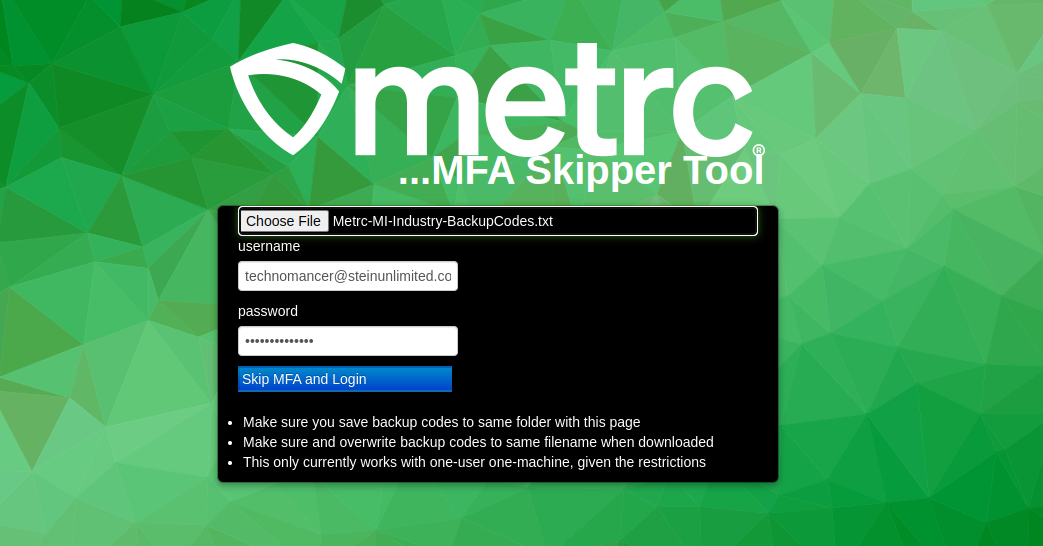 metrc®
...MFA Skipper Tool
Choose File Metrc-MI-Industry-BackupCodes.txt
username
technomancer@steinunlimited.co
password
••••••••••••••
Skip MFA and Login
• Make sure you save backup codes to same folder with this page
• Make sure and overwrite backup codes to same filename when downloaded
• This only currently works with one-user one-machine, given the restrictions